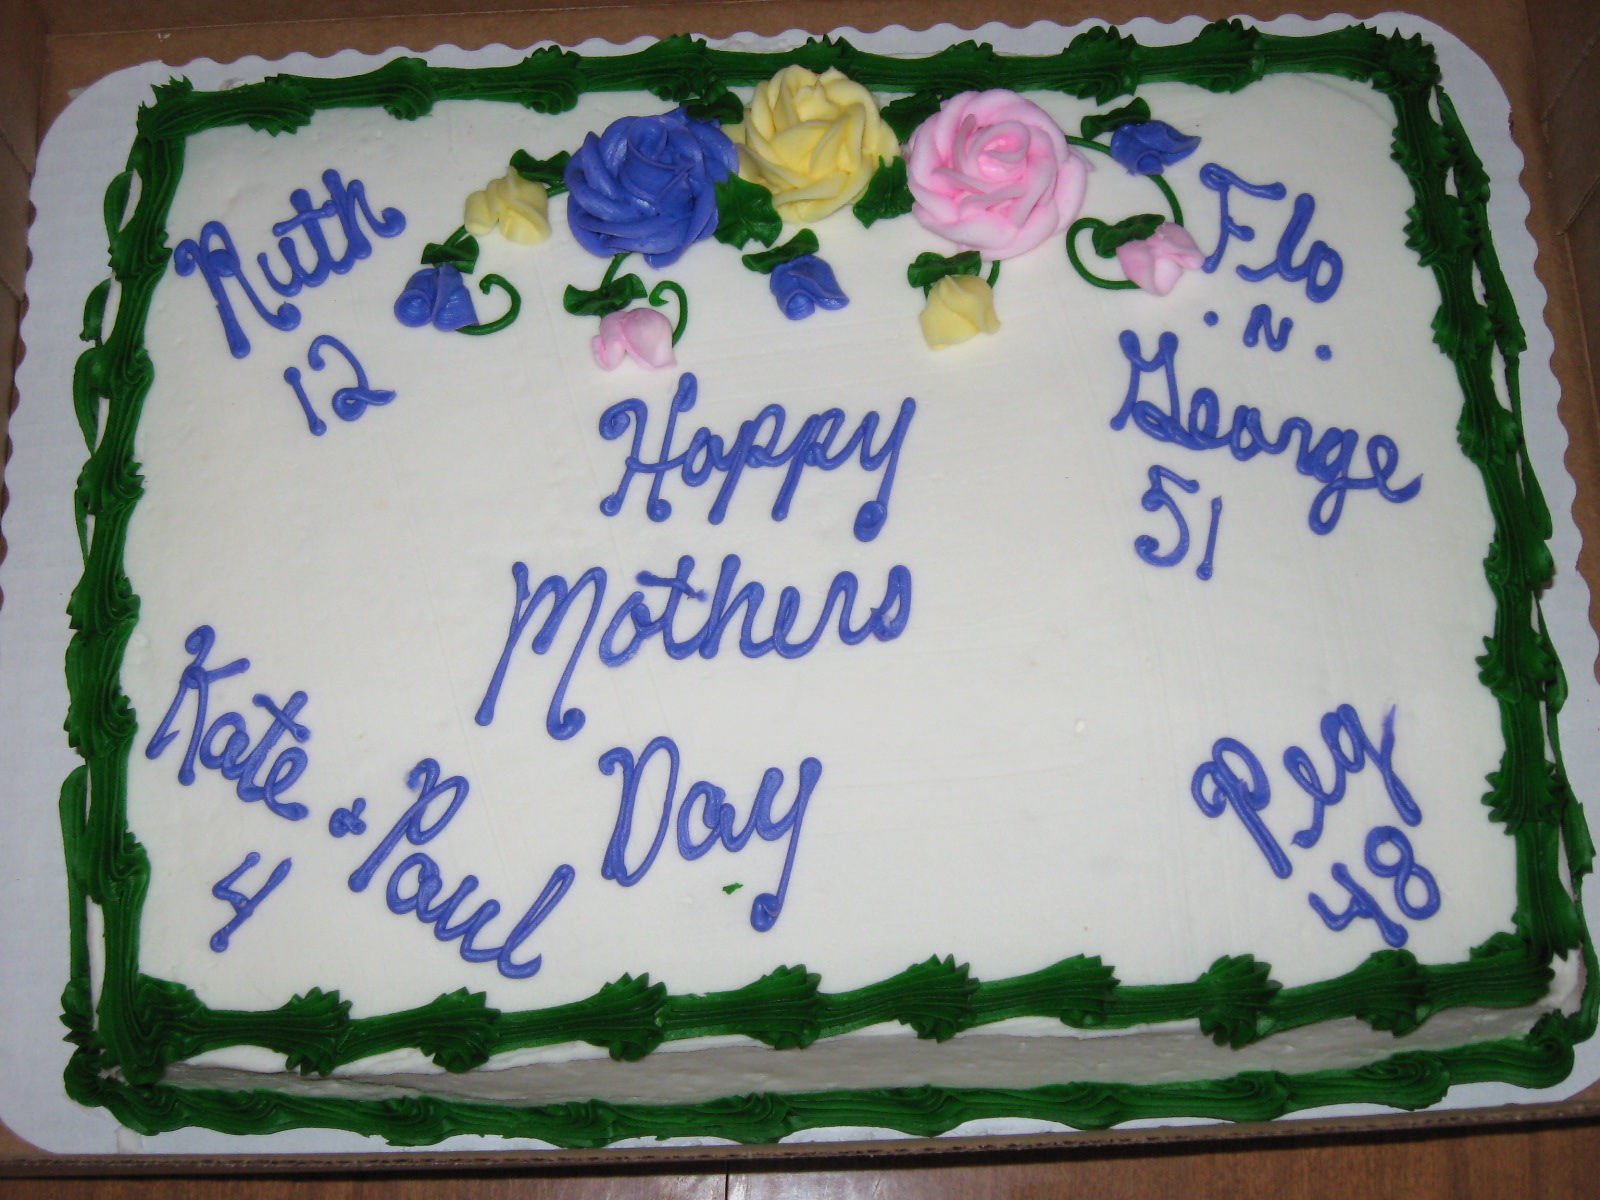 Ruth
12
Flo
· N ·
George
51
Happy
Mothers
Day
Kate & Paul
4
Peg
48